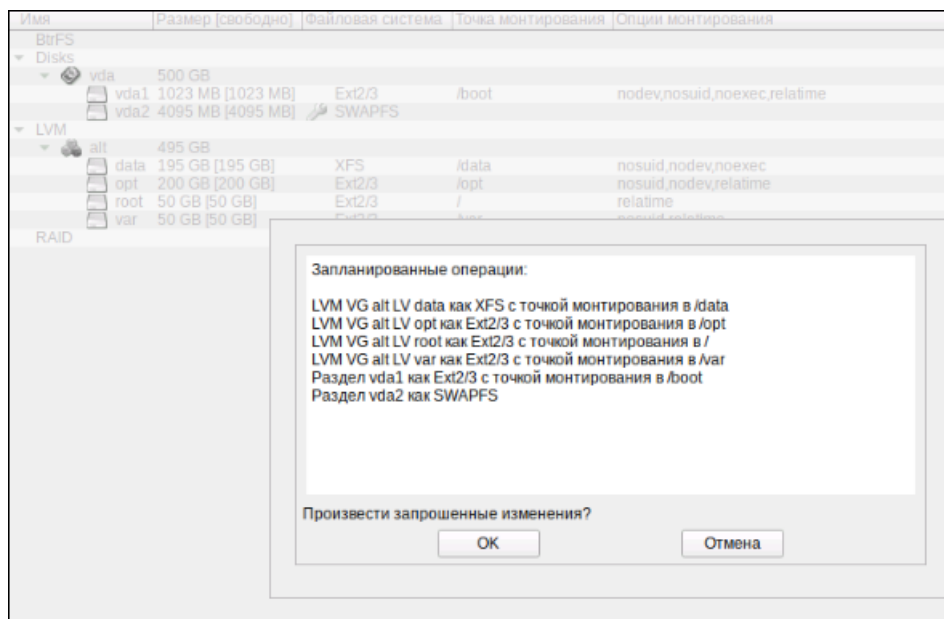 Имя Размер [свободно] Файловая система Точка монтирования Опции монтирования
BtrFS
Disks
vda 500 GB
vda1 1023 MB [1023 MB] Ext2/3 /boot nodev,nosuid,noexec,relatime
vda2 4095 MB [4095 MB] SWAPFS
LVM
alt 495 GB
data 195 GB [195 GB] XFS /data nosuid,nodev,noexec
opt 200 GB [200 GB] Ext2/3 /opt nosuid,nodev,relatime
root 50 GB [50 GB] Ext2/3 / relatime
var 50 GB [50 GB] Ext2/3 /var nosuid,relatime
RAID
Запланированные операции:
LVM VG alt LV data как XFS с точкой монтирования в /data
LVM VG alt LV opt как Ext2/3 с точкой монтирования в /opt
LVM VG alt LV root как Ext2/3 с точкой монтирования в /
LVM VG alt LV var как Ext2/3 с точкой монтирования в /var
Раздел vda1 как Ext2/3 с точкой монтирования в /boot
Раздел vda2 как SWAPFS
Произвести запрошенные изменения?
OK Отмена